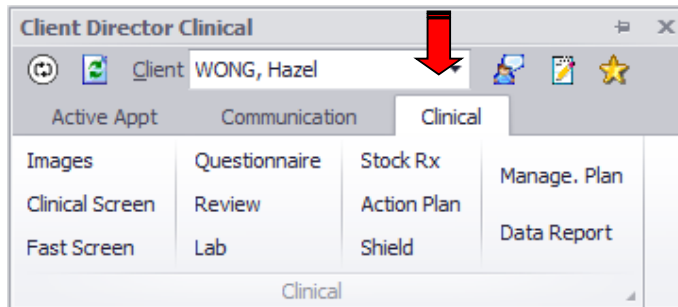 Client Director Clinical
Client WONG, Hazel
Active Appt Communication Clinical
Images Questionnaire Stock Rx Manage. Plan
Clinical Screen Review Action Plan
Fast Screen Lab Shield Data Report
Clinical